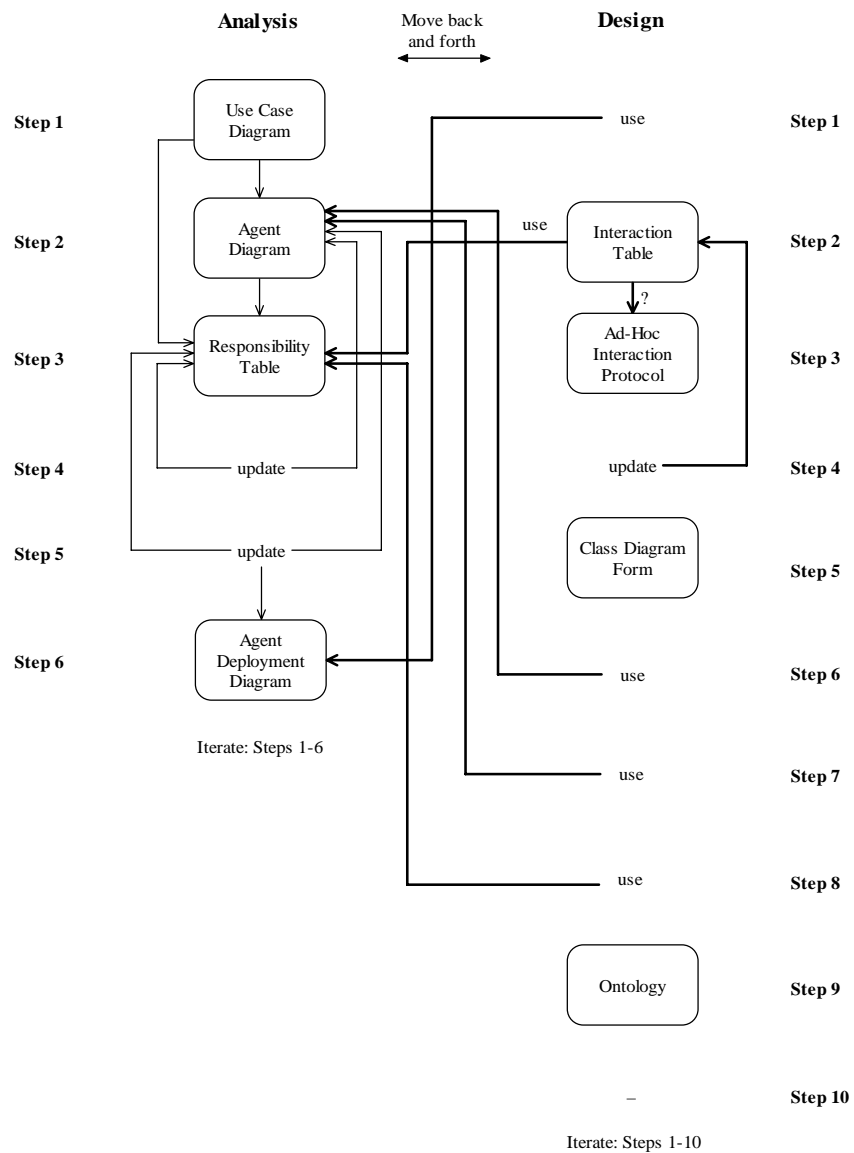 Analysis
Move back
and forth
Design
Step 1
Use Case
Diagram
use
Step 1
Step 2
Agent
Diagram
use
Interaction
Table
Step 2
?
Step 3
Responsibility
Table
Ad-Hoc
Interaction
Protocol
Step 3
Step 4
update
update
Step 4
Step 5
update
Class Diagram
Form
Step 5
Step 6
Agent
Deployment
Diagram
use
Step 6
Iterate: Steps 1-6
use
Step 7
use
Step 8
Ontology
Step 9
–
Step 10
Iterate: Steps 1-10